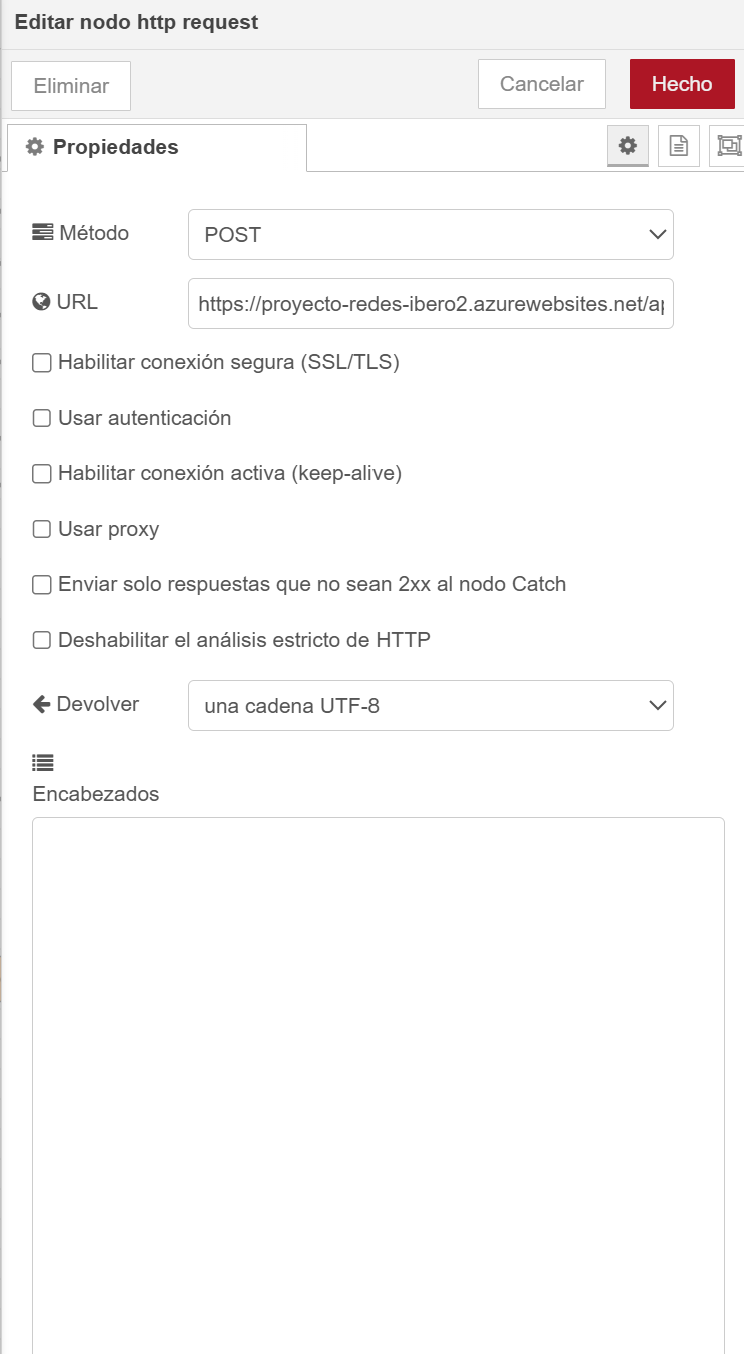 Editar nodo http request
Eliminar
Cancelar
Hecho
Propiedades
Método
POST
URL
https://proyecto-redes-ibero2.azurewebsites.net/ap
Habilitar conexión segura (SSL/TLS)
Usar autenticación
Habilitar conexión activa (keep-alive)
Usar proxy
Enviar solo respuestas que no sean 2xx al nodo Catch
Deshabilitar el análisis estricto de HTTP
Devolver
una cadena UTF-8
Encabezados